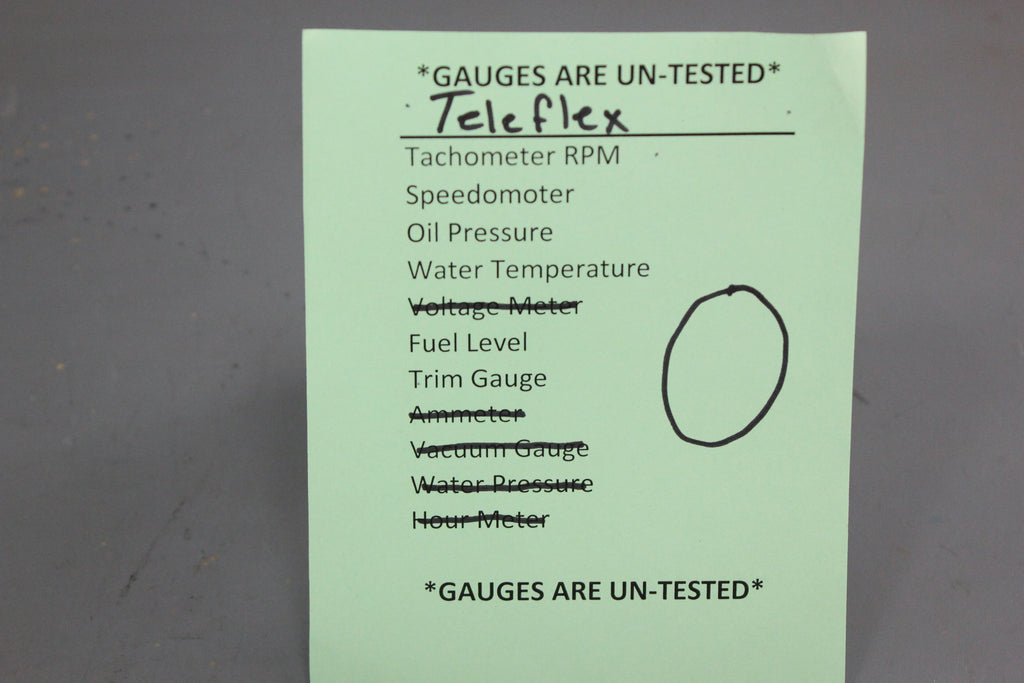 *GAUGES ARE UN-TESTED*
Teleflex
Tachometer RPM
Speedomoter
Oil Pressure
Water Temperature
Voltage Meter
Fuel Level
Trim Gauge
Ammeter
Vacuum Gauge
Water Pressure
Hour Meter
*GAUGES ARE UN-TESTED*